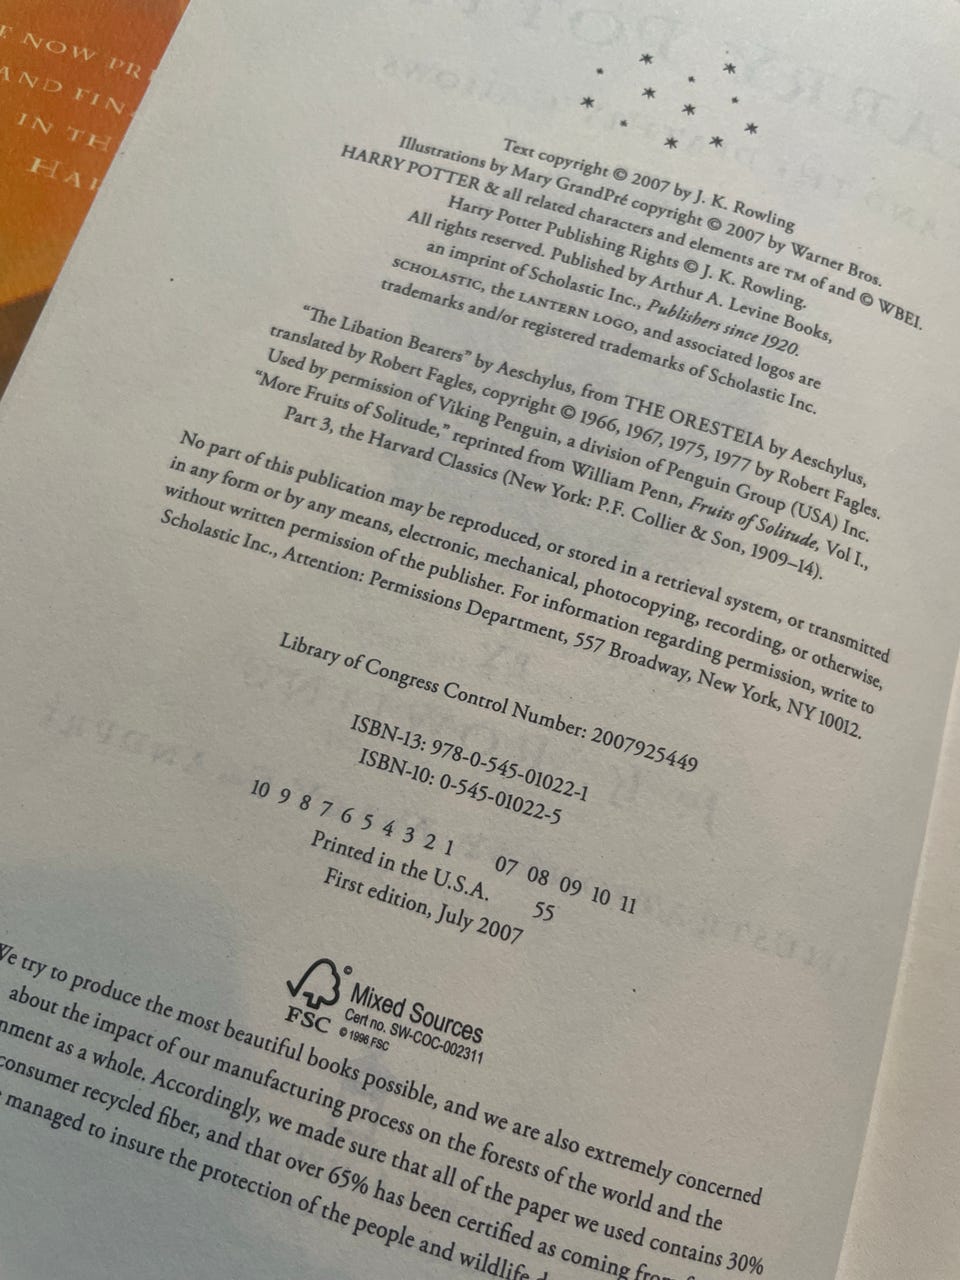 E NOW PR
AND FIN
IN TH
HAR
Text copyright © 2007 by J. K. Rowling
Illustrations by Mary GrandPré copyright © 2007 by Warner Bros.
HARRY POTTER & all related characters and elements are TM of and © WBEI.
Harry Potter Publishing Rights © J. K. Rowling.
All rights reserved. Published by Arthur A. Levine Books,
an imprint of Scholastic Inc., Publishers since 1920.
SCHOLASTIC, the LANTERN LOGO, and associated logos are
trademarks and/or registered trademarks of Scholastic Inc.
“The Libation Bearers” by Aeschylus, from THE ORESTEIA by Aeschylus,
translated by Robert Fagles, copyright © 1966, 1967, 1975, 1977 by Robert Fagles.
Used by permission of Viking Penguin, a division of Penguin Group (USA) Inc.
“More Fruits of Solitude,” reprinted from William Penn, Fruits of Solitude, Vol I.,
Part 3, the Harvard Classics (New York: P.F. Collier & Son, 1909–14).
No part of this publication may be reproduced, or stored in a retrieval system, or transmitted
in any form or by any means, electronic, mechanical, photocopying, recording, or otherwise,
without written permission of the publisher. For information regarding permission, write to
Scholastic Inc., Attention: Permissions Department, 557 Broadway, New York, NY 10012.
Library of Congress Control Number: 2007925449
ISBN-13: 978-0-545-01022-1
ISBN-10: 0-545-01022-5
10 9 8 7 6 5 4 3 2 1 07 08 09 10 11
Printed in the U.S.A. 55
First edition, July 2007
Mixed Sources
Cert no. SW-COC-002311
© 1996 FSC
FSC
We try to produce the most beautiful books possible, and we are also extremely concerned
about the impact of our manufacturing process on the forests of the world and the
nment as a whole. Accordingly, we made sure that all of the paper we used contains 30%
consumer recycled fiber, and that over 65% has been certified as coming from
managed to insure the protection of the people and wildlife